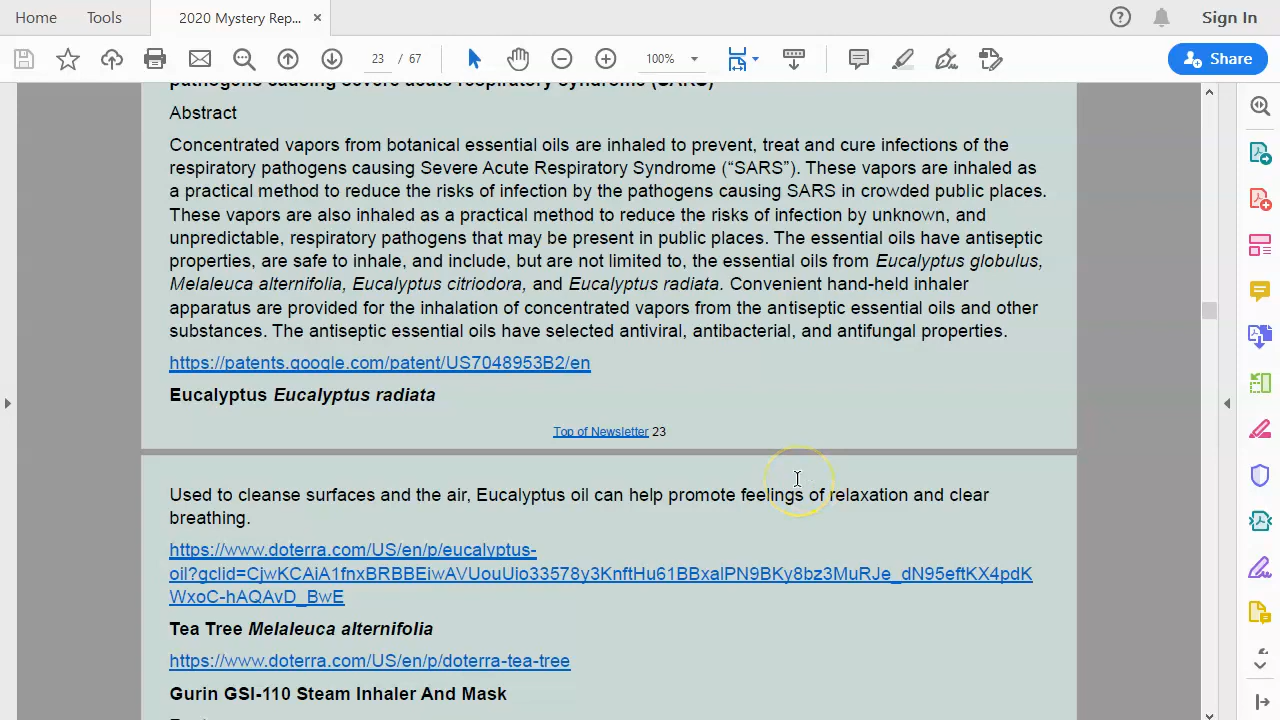 Home
Tools
2020 Mystery Rep...
Sign In
23 / 67
100%
Share
pathogens causing severe acute respiratory syndrome (SARS)
Abstract
Concentrated vapors from botanical essential oils are inhaled to prevent, treat and cure infections of the
respiratory pathogens causing Severe Acute Respiratory Syndrome (“SARS”). These vapors are inhaled as
a practical method to reduce the risks of infection by the pathogens causing SARS in crowded public places.
These vapors are also inhaled as a practical method to reduce the risks of infection by unknown, and
unpredictable, respiratory pathogens that may be present in public places. The essential oils have antiseptic
properties, are safe to inhale, and include, but are not limited to, the essential oils from Eucalyptus globulus,
Melaleuca alternifolia, Eucalyptus citriodora, and Eucalyptus radiata. Convenient hand-held inhaler
apparatus are provided for the inhalation of concentrated vapors from the antiseptic essential oils and other
substances. The antiseptic essential oils have selected antiviral, antibacterial, and antifungal properties.
https://patents.google.com/patent/US7048953B2/en
Eucalyptus Eucalyptus radiata
Top of Newsletter 23
Used to cleanse surfaces and the air, Eucalyptus oil can help promote feelings of relaxation and clear
breathing.
https://www.doterra.com/US/en/p/eucalyptus-
oil?gclid=CjwKCAiA1fnxBRBBEiwAVUouUio33578y3KnftHu61BBxalPN9BKy8bz3MuRJe_dN95eftKX4pdK
WxoC-hAQAvD_BwE
Tea Tree Melaleuca alternifolia
https://www.doterra.com/US/en/p/doterra-tea-tree
Gurin GSI-110 Steam Inhaler And Mask